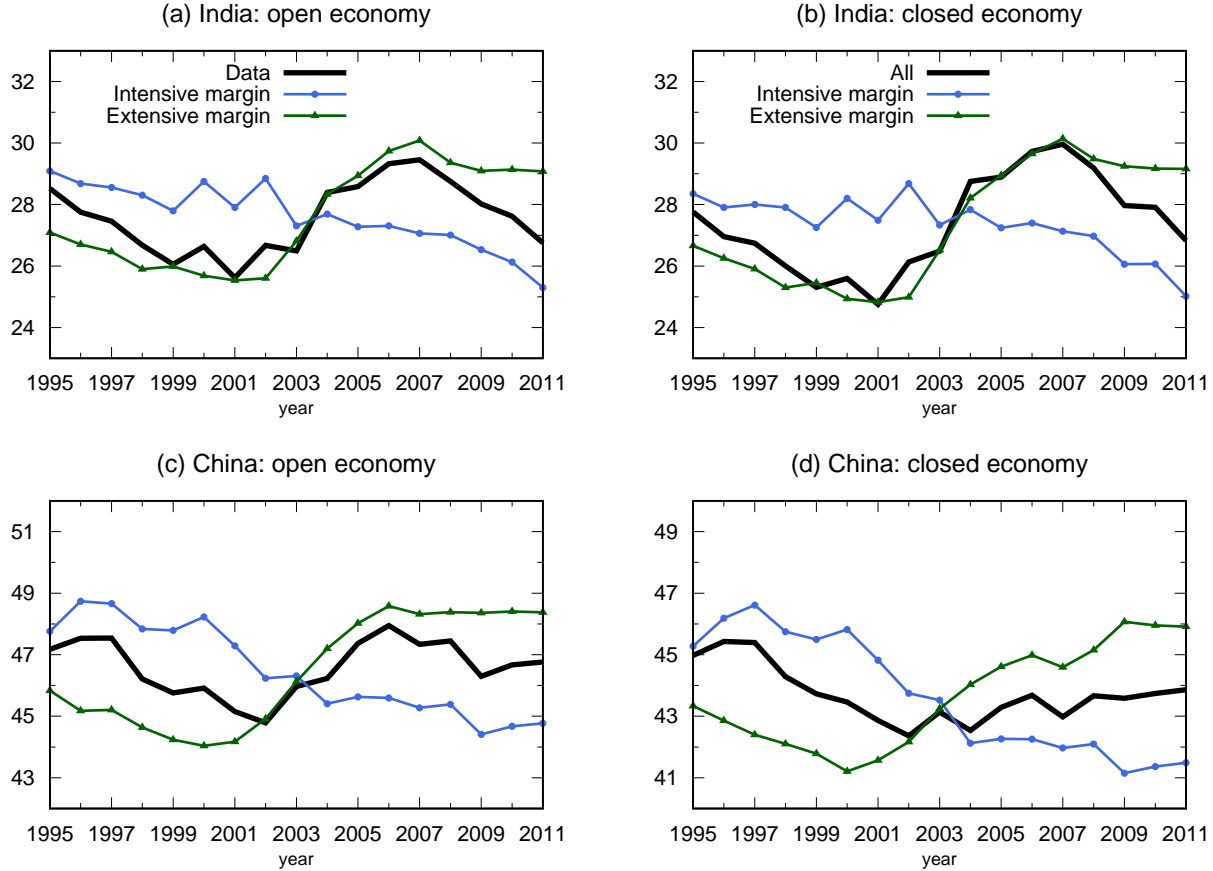 (a) India: open economy
32
30
28
26
24
Data
Intensive margin
Extensive margin
1995 1997 1999 2001 2003 2005 2007 2009 2011
year
(b) India: closed economy
32
30
28
26
24
All
Intensive margin
Extensive margin
1995 1997 1999 2001 2003 2005 2007 2009 2011
year
(c) China: open economy
51
49
47
45
43
1995 1997 1999 2001 2003 2005 2007 2009 2011
year
(d) China: closed economy
49
47
45
43
41
1995 1997 1999 2001 2003 2005 2007 2009 2011
year